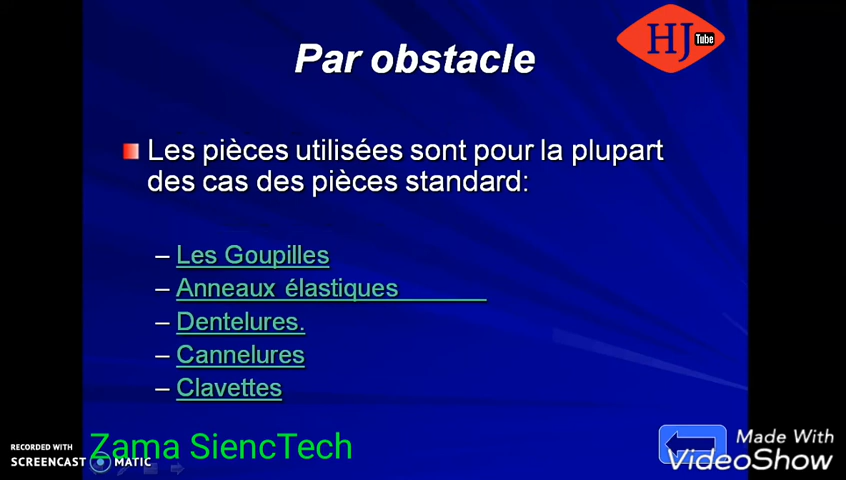 Par obstacle
HJ Tube
Les pièces utilisées sont pour la plupart
des cas des pièces standard:
– Les Goupilles
– Anneaux élastiques
– Dentelures.
– Cannelures
– Clavettes
Zama SiencTech
RECORDED WITH
SCREENCAST MATIC
Made With
VideoShow